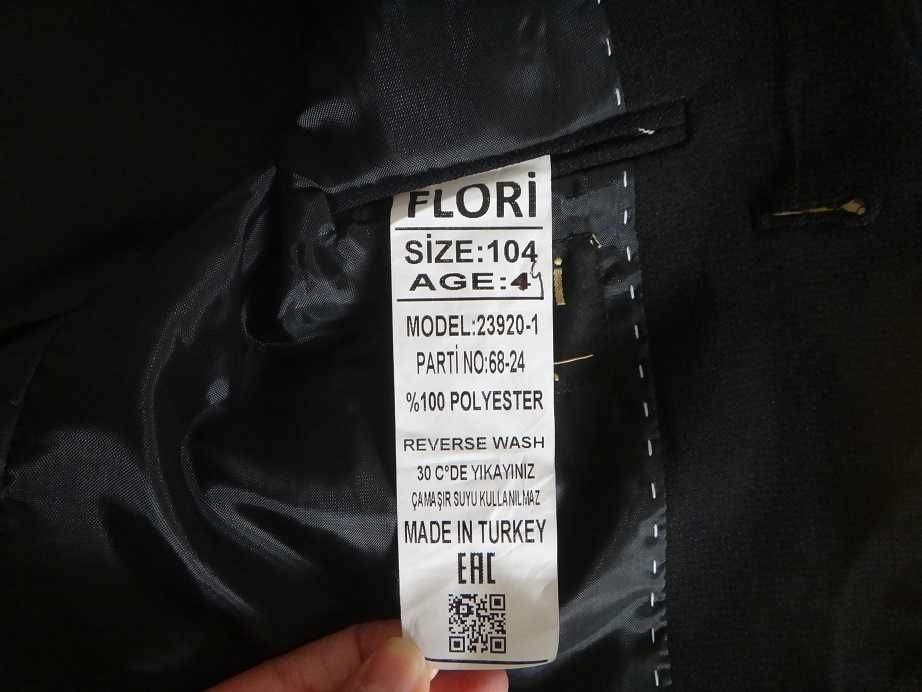 FLORİ
SİZE:104
AGE:4
MODEL:23920-1
PARTİ NO:68-24
%100 POLYESTER
REVERSE WASH
30 C°DE YIKAYINIZ
ÇAMAŞIR SUYU KULLANILMAZ
MADE IN TURKEY
EAC